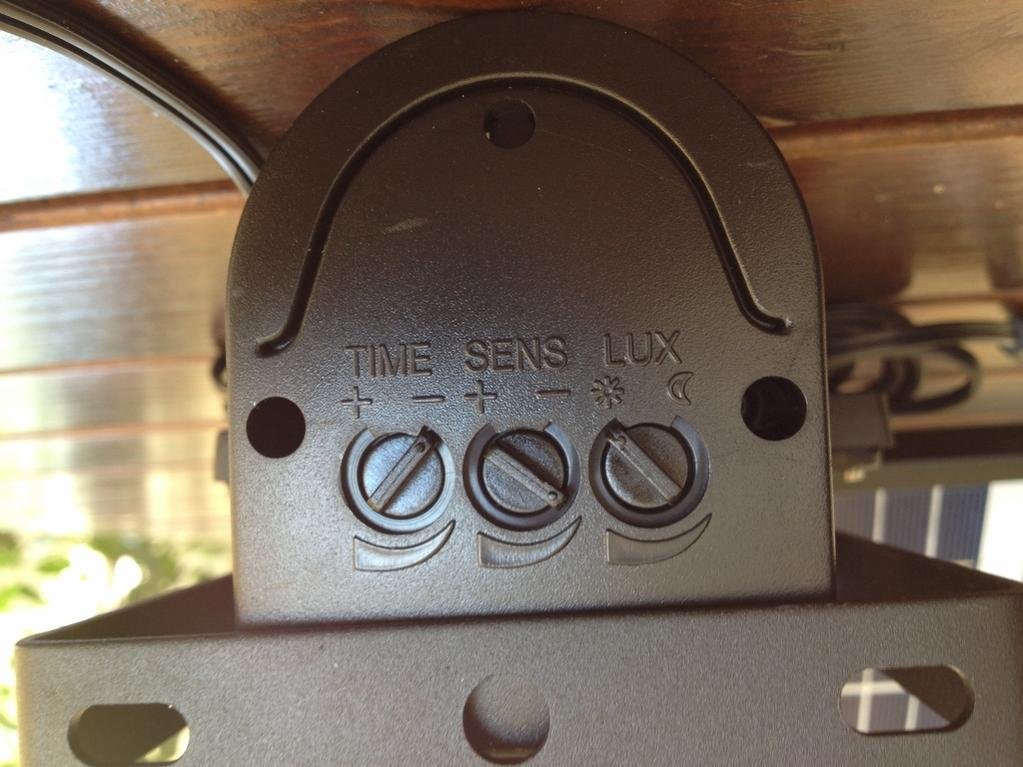 TIME SENS LUX
+ − + −